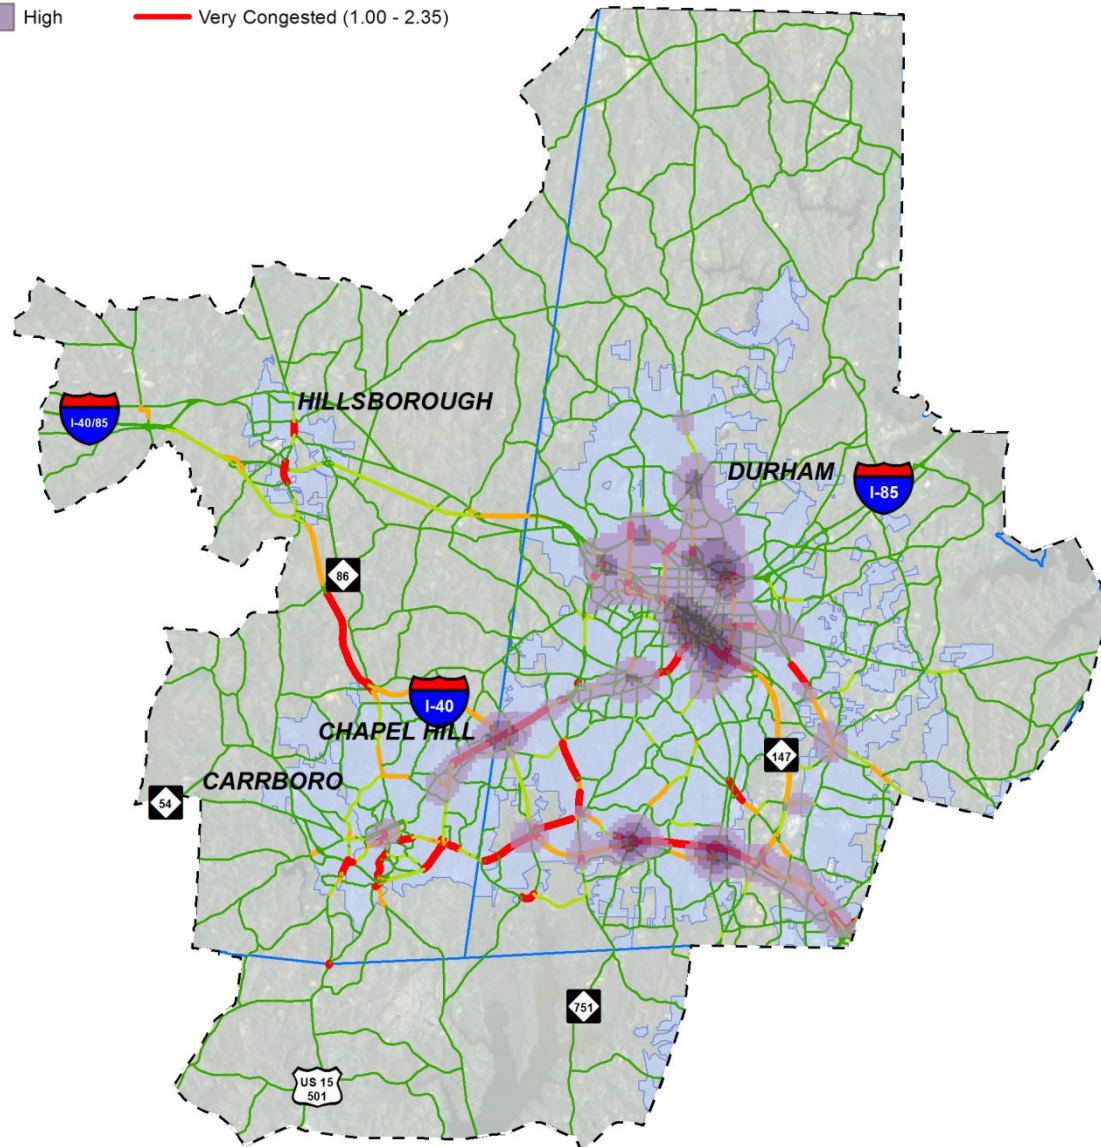 High
Very Congested (1.00 - 2.35)
HILLSBOROUGH
I-40/85
DURHAM
I-85
86
I-40
CHAPEL HILL
147
CARRBORO
54
751
US 15
501